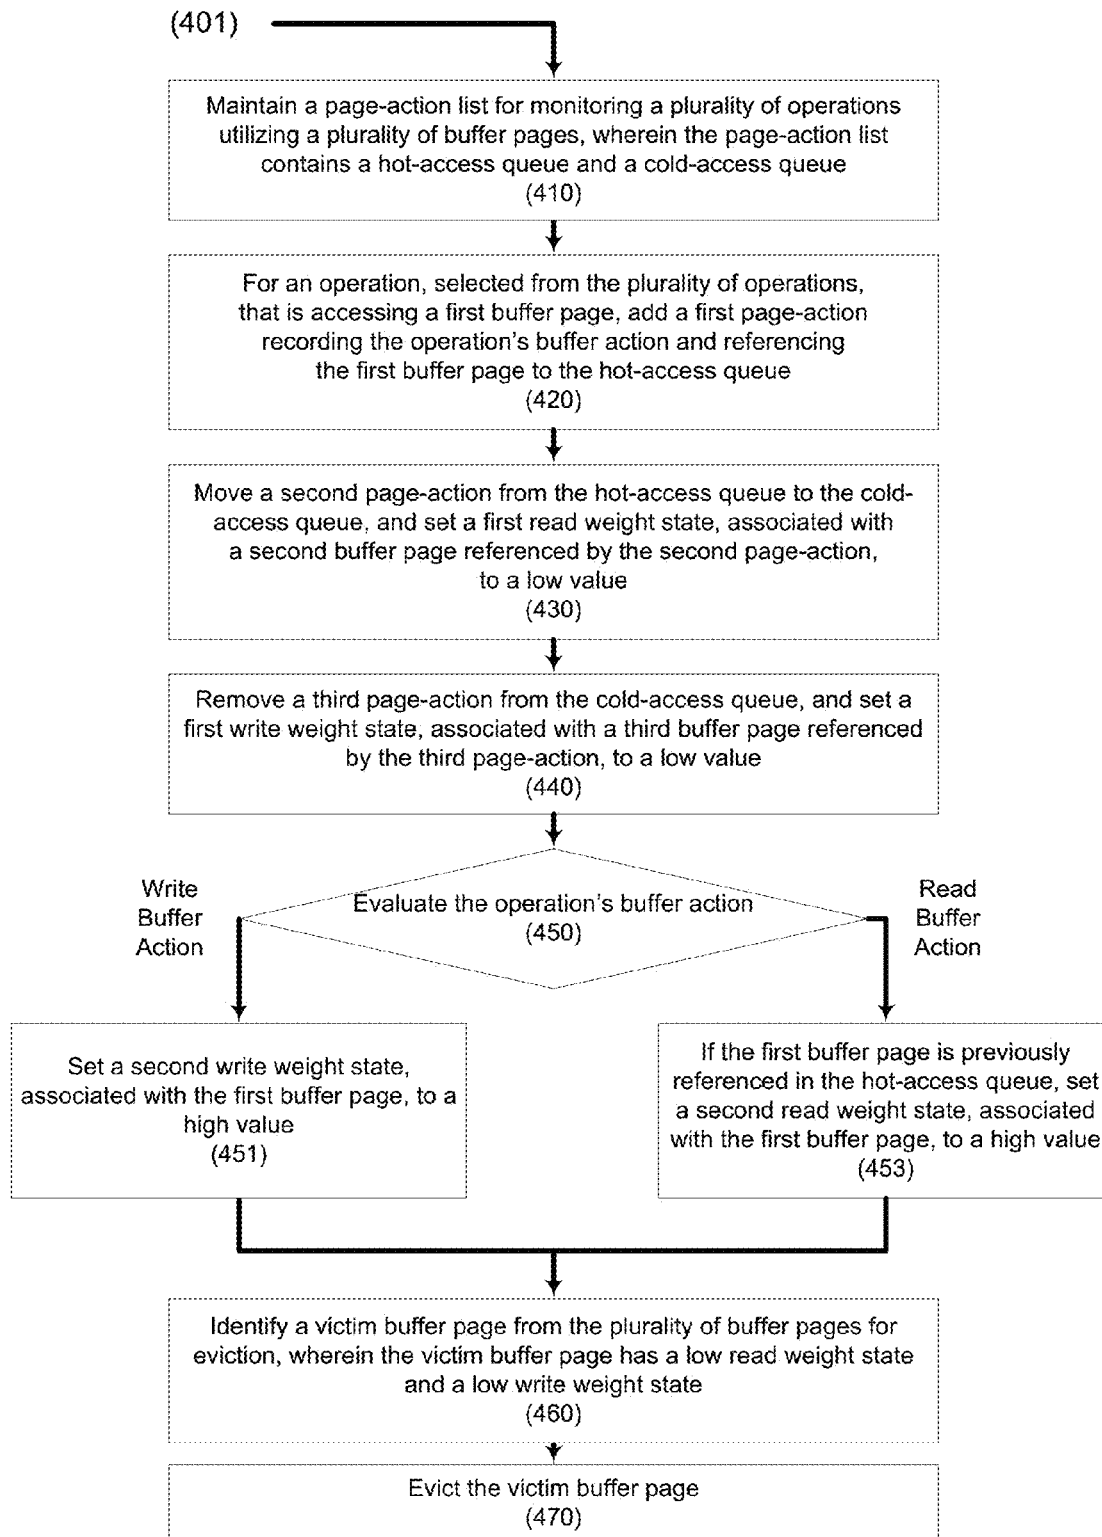 (401)
Maintain a page-action list for monitoring a plurality of operations
utilizing a plurality of buffer pages, wherein the page-action list
contains a hot-access queue and a cold-access queue
(410)
For an operation, selected from the plurality of operations,
that is accessing a first buffer page, add a first page-action
recording the operation's buffer action and referencing
the first buffer page to the hot-access queue
(420)
Move a second page-action from the hot-access queue to the cold-
access queue, and set a first read weight state, associated with
a second buffer page referenced by the second page-action,
to a low value
(430)
Remove a third page-action from the cold-access queue, and set a
first write weight state, associated with a third buffer page referenced
by the third page-action, to a low value
(440)
Write
Buffer
Action
Evaluate the operation's buffer action
(450)
Read
Buffer
Action
Set a second write weight state,
associated with the first buffer page, to a
high value
(451)
If the first buffer page is previously
referenced in the hot-access queue, set
a second read weight state, associated
with the first buffer page, to a high value
(453)
Identify a victim buffer page from the plurality of buffer pages for
eviction, wherein the victim buffer page has a low read weight state
and a low write weight state
(460)
Evict the victim buffer page
(470)